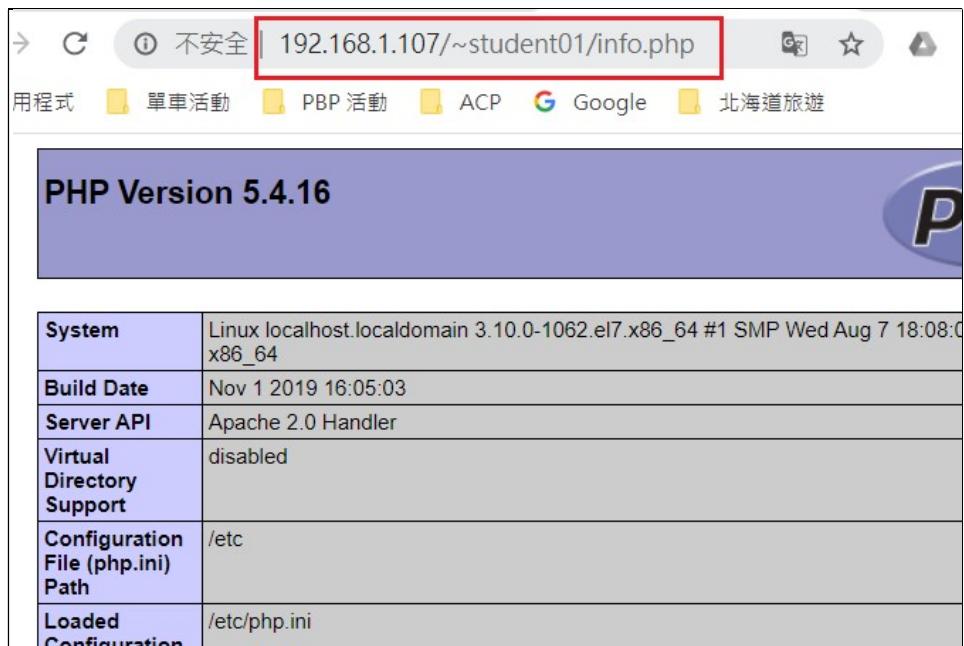 不安全 | 192.168.1.107/~student01/info.php
用程式 單車活動 PBP 活動 ACP G Google 北海道旅遊
PHP Version 5.4.16
P
System Linux localhost.localdomain 3.10.0-1062.el7.x86_64 #1 SMP Wed Aug 7 18:08:0
x86_64
Build Date Nov 1 2019 16:05:03
Server API Apache 2.0 Handler
Virtual disabled
Directory
Support
Configuration /etc
File (php.ini)
Path
Loaded /etc/php.ini
Configuration